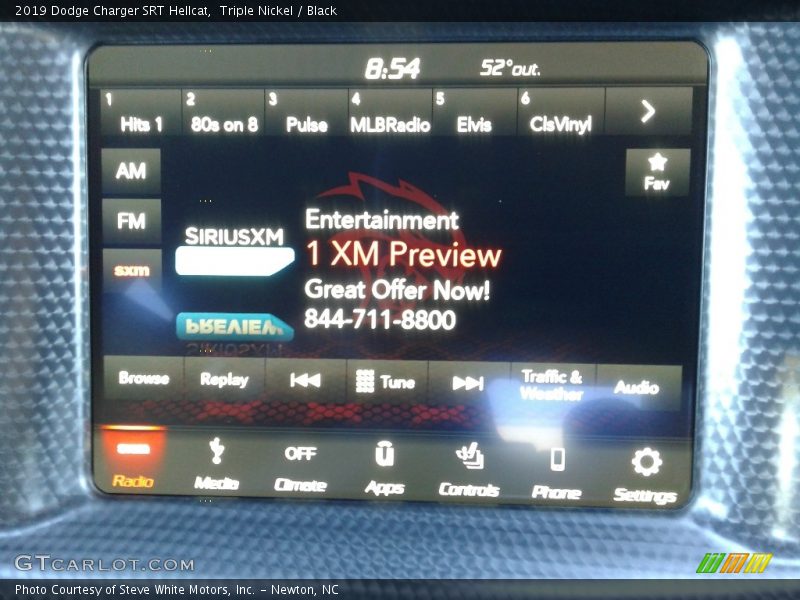 2019 Dodge Charger SRT Hellcat,  Triple Nickel / Black
8:54 52°out.
1 Hits 1 2 80s on 8 3 Pulse 4 MLBRadio 5 Elvis 6 ClsVinyl
AM
Fav
FM
sxm
SIRIUSXM
PREVIEW
SIRIUSXM
Entertainment
1 XM Preview
Great Offer Now!
844-711-8800
Browse Replay Tune Traffic & Weather Audio
OFF
Radio Media Climate Apps Controls Phone Settings
GTCARLOT.COM
Photo Courtesy of Steve White Motors, Inc. – Newton, NC